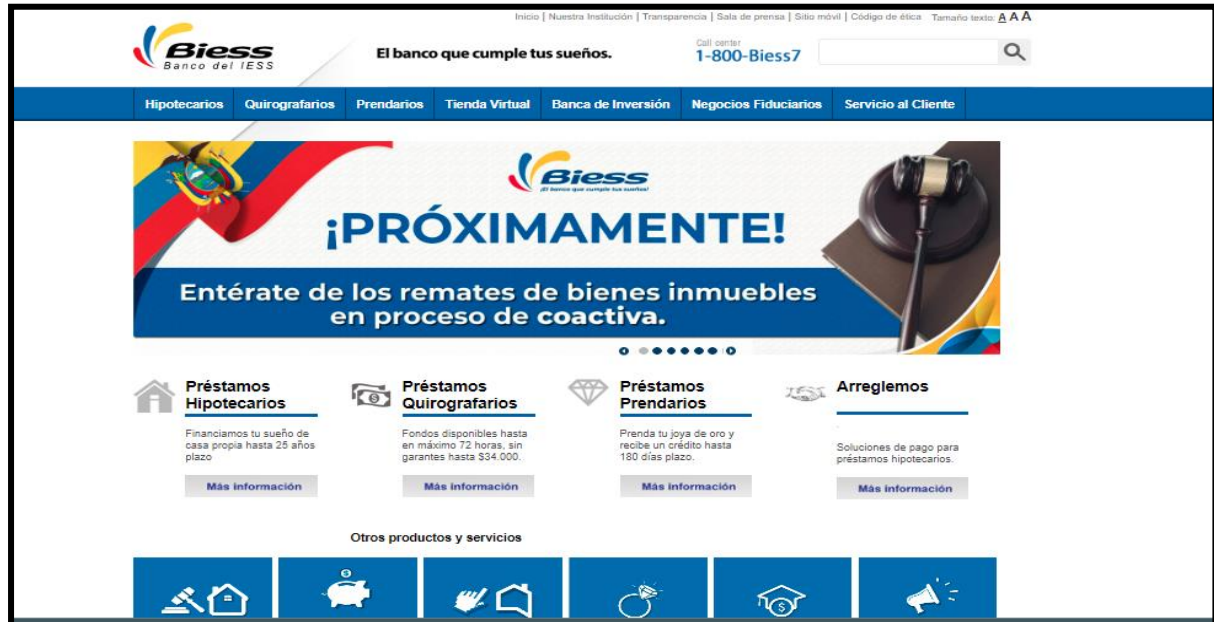 Inicio | Nuestra Institución | Transparencia | Sala de prensa | Sitio móvil | Código de ética Tamaño texto: A A A
Biess
Banco del IESS
El banco que cumple tus sueños.
Call center
1-800-Biess7
Hipotecarios Quirografarios Prendarios Tienda Virtual Banca de Inversión Negocios Fiduciarios Servicio al Cliente
Biess
¡El banco que cumple tus sueños!
¡PRÓXIMAMENTE!
Entérate de los remates de bienes inmuebles
en proceso de coactiva.
Préstamos
Hipotecarios
Financiamos tu sueño de
casa propia hasta 25 años
plazo
Más información
Préstamos
Quirografarios
Fondos disponibles hasta
en máximo 72 horas, sin
garantes hasta $34.000.
Más información
Préstamos
Prendarios
Prenda tu joya de oro y
recibe un crédito hasta
180 días plazo.
Más información
Arreglemos
.
Soluciones de pago para
préstamos hipotecarios.
Más información
Otros productos y servicios